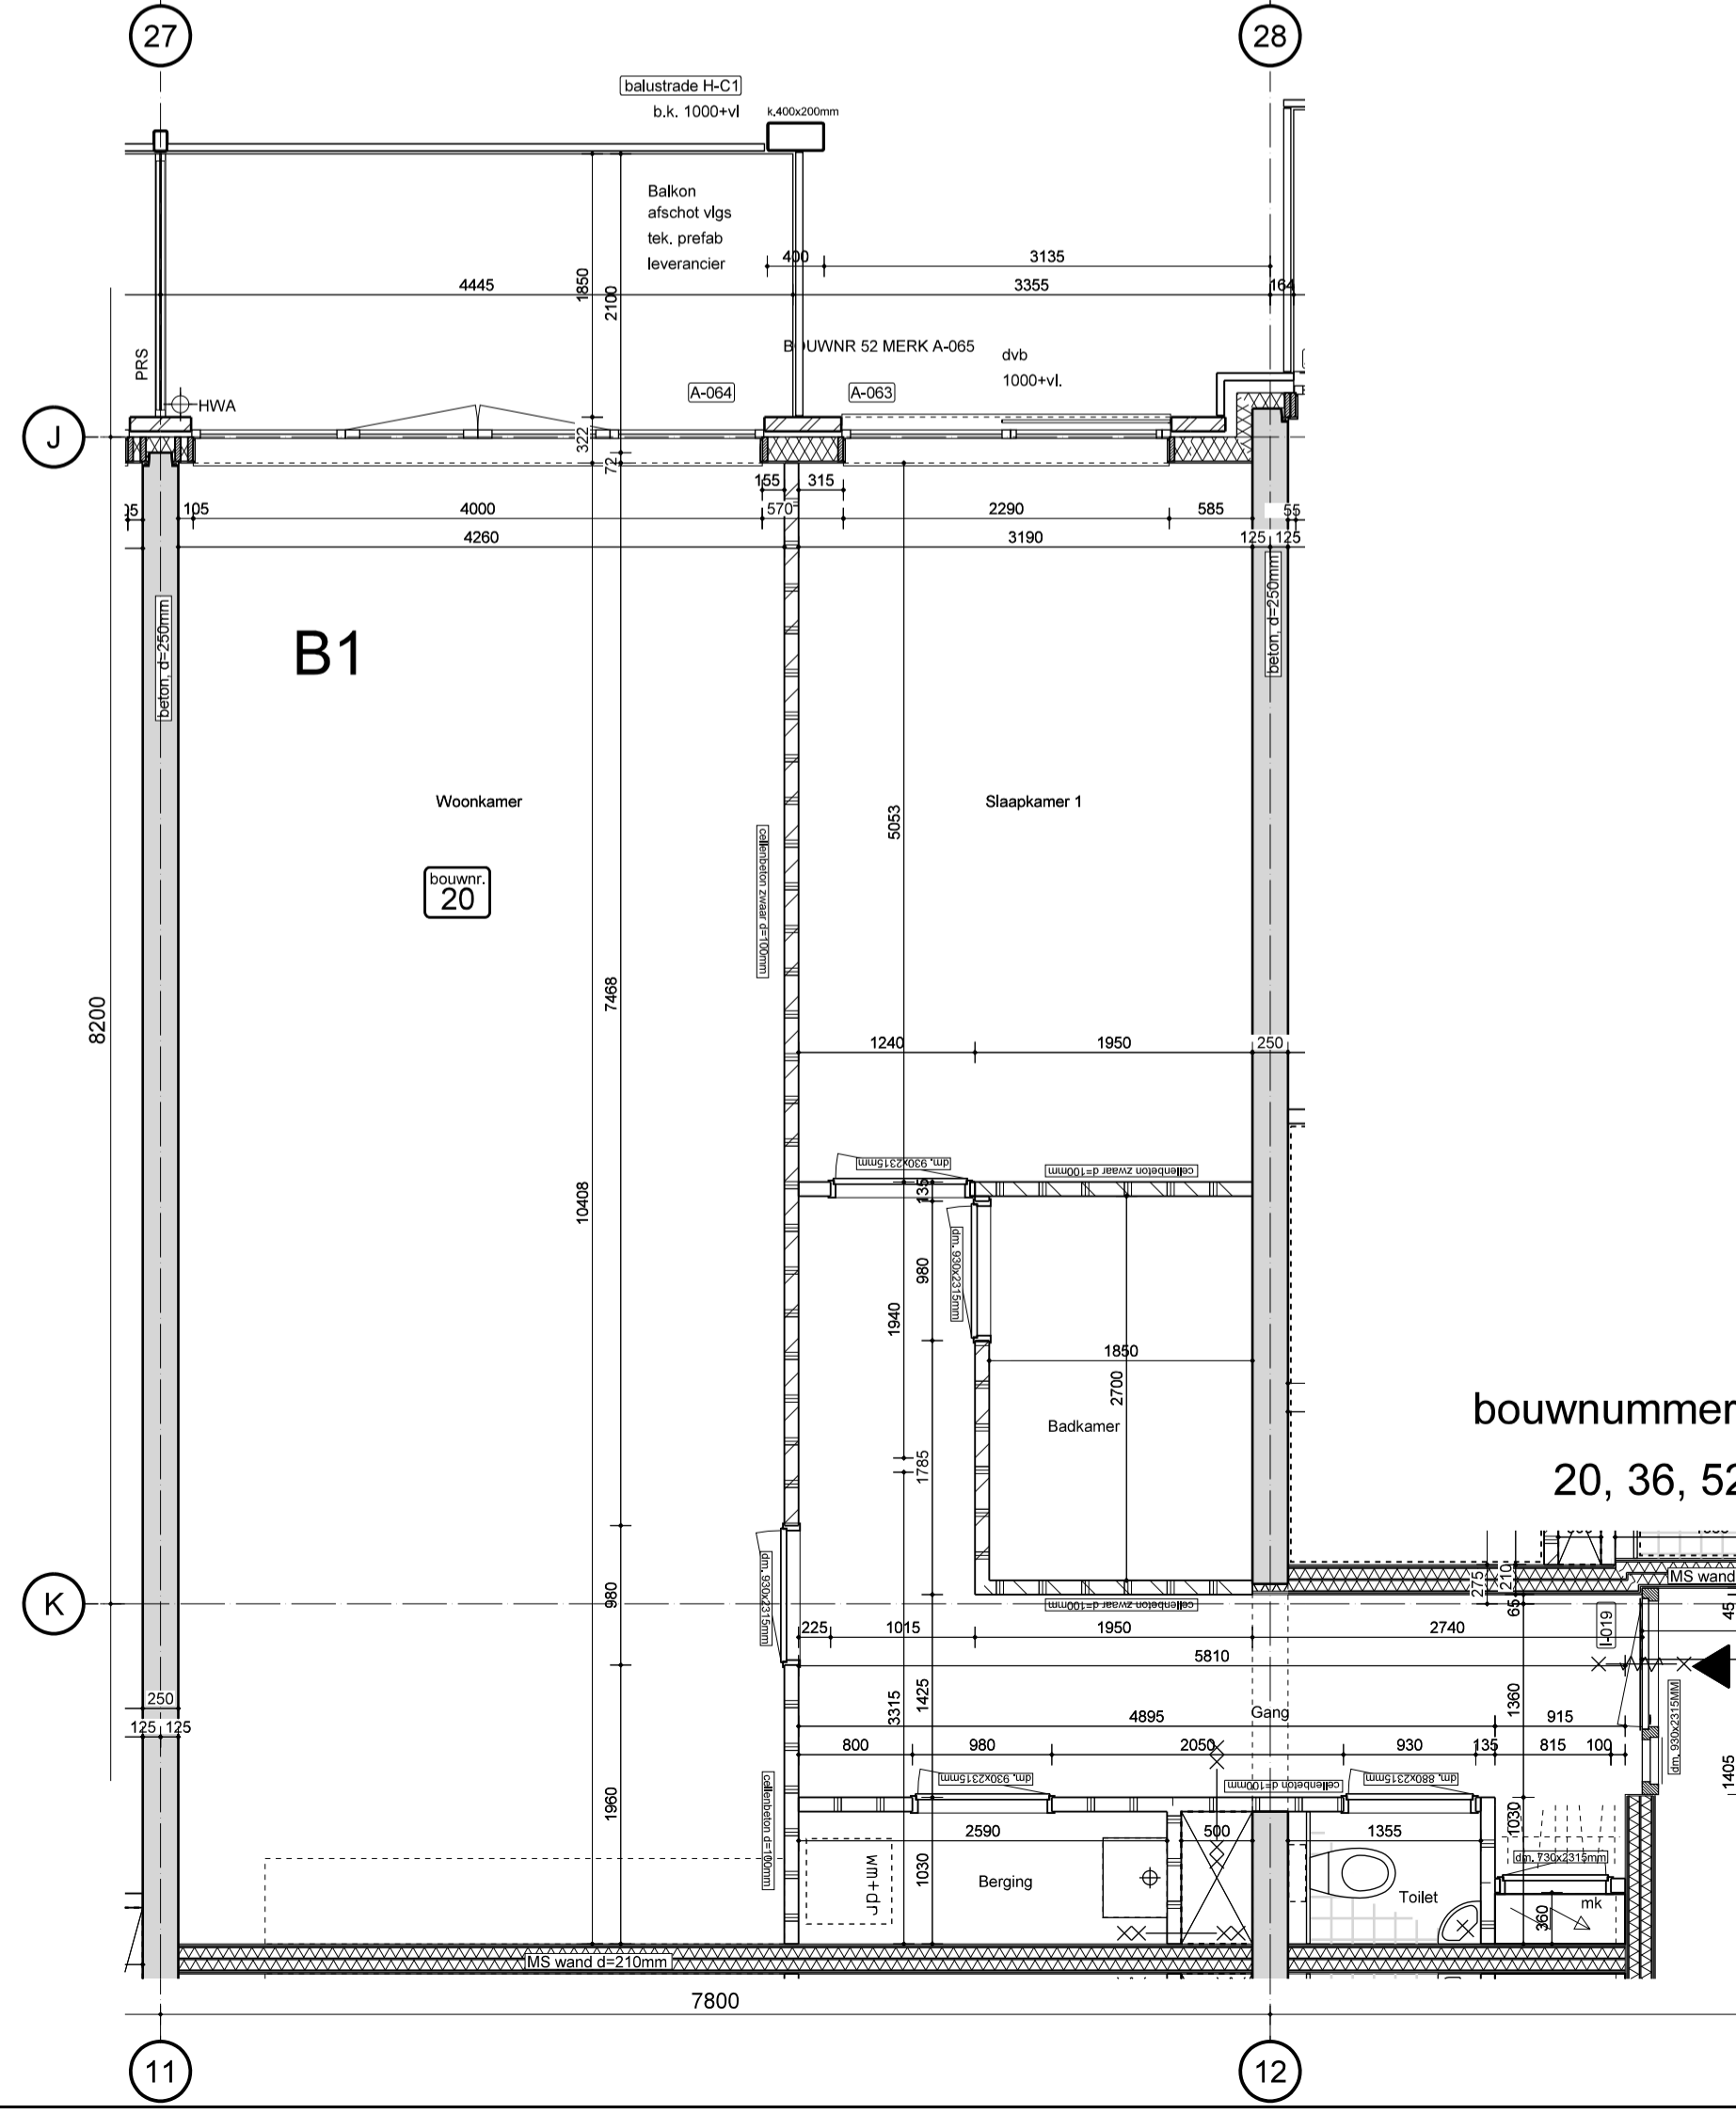 27
28
balustrade H-C1
b.k. 1000+vl
k.400x200mm
Balkon
afschot vlgs
tek. prefab
leverancier
400
3135
4445
1850
2100
3355
164
PRS
BOUWNR 52 MERK A-065
dvb
1000+vl.
HWA
A-064
A-063
J
322
72
155
315
105
4000
570
2290
585
55
4260
3190
125
125
beton, d=250mm
beton, d=250mm
B1
Woonkamer
Slaapkamer 1
5053
cellenbeton zwaar d=100mm
bouwnr.
20
8200
7468
1240
1950
250
10408
dm. 930x2315mm
cellenbeton zwaar d=100mm
135
980
dm. 930x2315mm
1940
1850
2700
Badkamer
1785
bouwnummer
20, 36, 52
980
dm. 930x2315mm
275
210
65
MS wand
K
cellenbeton zwaar d=100mm
225
1015
1950
2740
I-019
45
5810
250
125
125
3315
1425
Gang
1360
4895
915
dm. 930x2315MM
800
980
2050
930
135
815
100
1405
dm. 930x2315mm
cellenbeton d=100mm
dm. 880x2315mm
1960
cellenbeton d=100mm
2590
500
1355
1030
1030
wm+dr
Berging
Toilet
dm. 730x2315mm
mk
360
MS wand d=210mm
7800
11
12